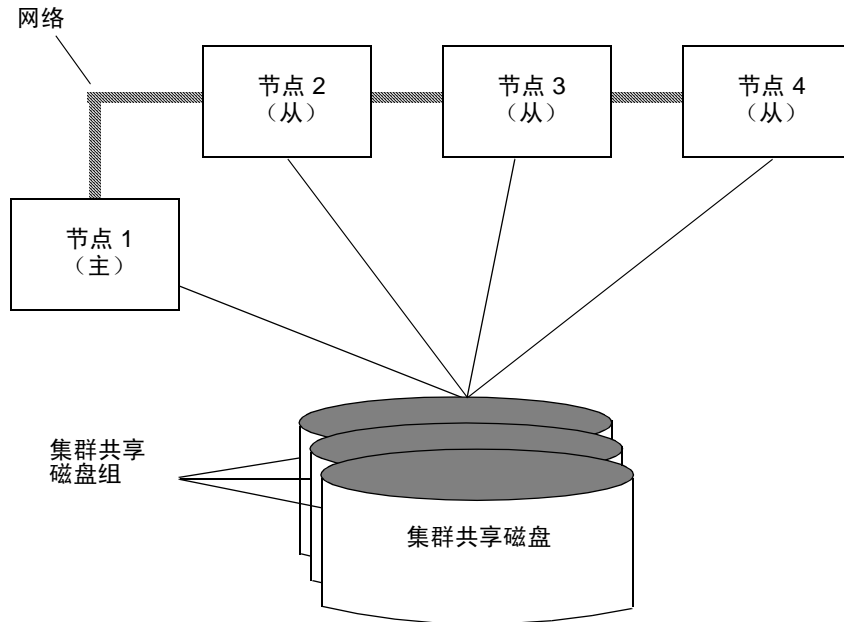 网络
节点 2
（从）
节点 3
（从）
节点 4
（从）
节点 1
（主）
集群共享
磁盘组
集群共享磁盘